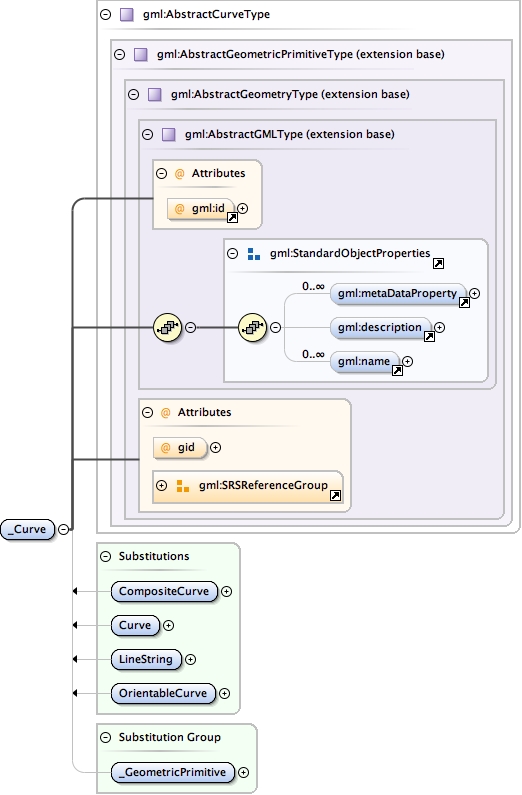 gml:AbstractCurveType
gml:AbstractGeometricPrimitiveType (extension base)
gml:AbstractGeometryType (extension base)
gml:AbstractGMLType (extension base)
@ Attributes
@ gml:id
gml:StandardObjectProperties
0..∞
gml:metaDataProperty
gml:description
0..∞
gml:name
@ Attributes
@ gid
gml:SRSReferenceGroup
_Curve
Substitutions
CompositeCurve
Curve
LineString
OrientableCurve
Substitution Group
_GeometricPrimitive